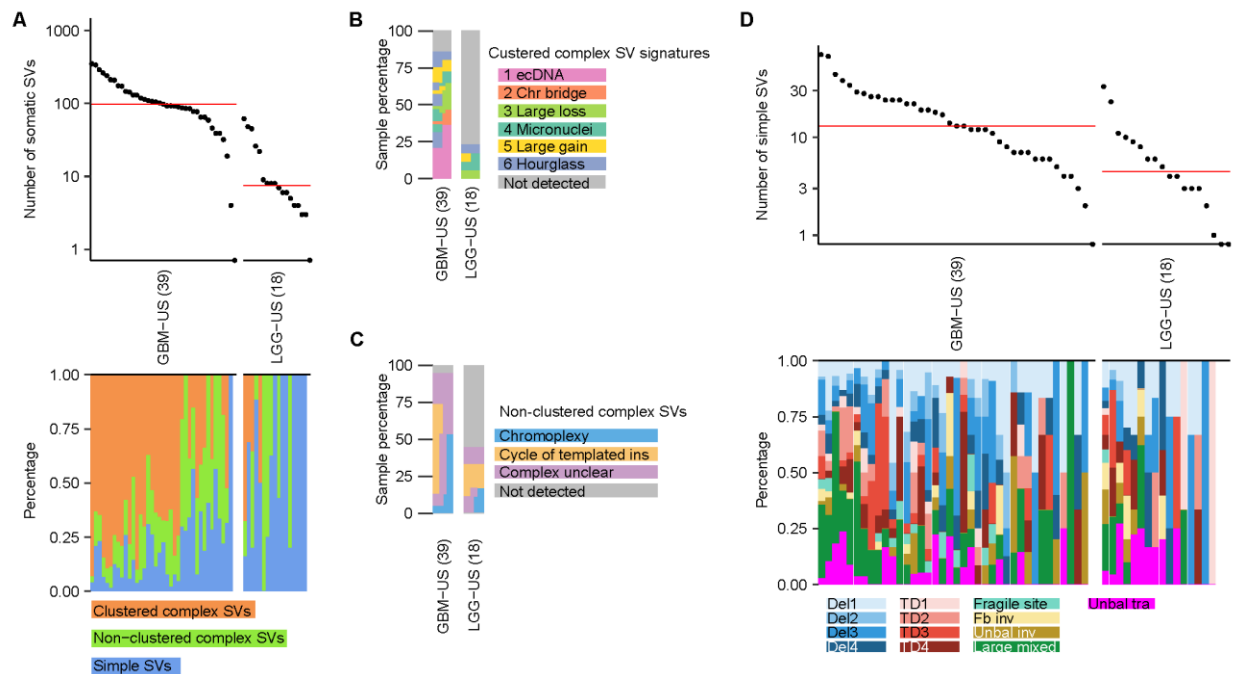 A
Number of somatic SVs
1000
100
10
1
GBM-US (39)
LGG-US (18)
Percentage
1.00
0.75
0.50
0.25
0.00
Clustered complex SVs
Non-clustered complex SVs
Simple SVs
B
Sample percentage
100
75
50
25
0
GBM-US (39)
LGG-US (18)
Custered complex SV signatures
1 ecDNA
2 Chr bridge
3 Large loss
4 Micronuclei
5 Large gain
6 Hourglass
Not detected
C
Sample percentage
100
75
50
25
0
GBM-US (39)
LGG-US (18)
Non-clustered complex SVs
Chromoplexy
Cycle of templated ins
Complex unclear
Not detected
D
Number of simple SVs
30
10
3
1
GBM-US (39)
LGG-US (18)
Percentage
1.00
0.75
0.50
0.25
0.00
Del1
Del2
Del3
Del4
TD1
TD2
TD3
TD4
Fragile site
Fb inv
Unbal inv
Large mixed
Unbal tra